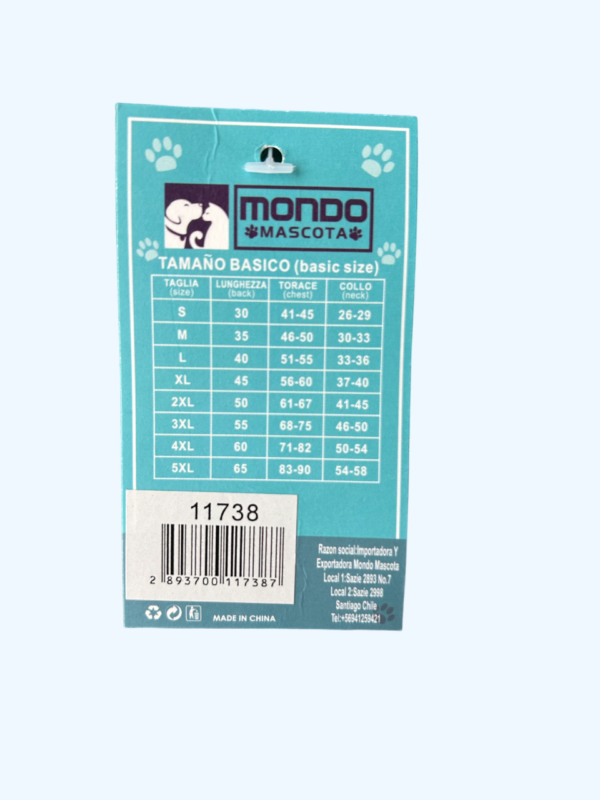 MONDO
MASCOTA
TAMAÑO BASICO (basic size)
TAGLIA LUNGHEZZA TORACE COLLO
(size) (back) (chest) (neck)
S 30 41-45 26-29
M 35 46-50 30-33
L 40 51-55 33-36
XL 45 56-60 37-40
2XL 50 61-67 41-45
3XL 55 68-75 46-50
4XL 60 71-82 50-54
5XL 65 83-90 54-58
11738
2 893700 117387
Razon social:Importadora Y
Exportadora Mondo Mascota
Local 1:Sazie 2893 No.7
Local 2:Sazie 2998
Santiago Chile
Tel:+56941259421
MADE IN CHINA